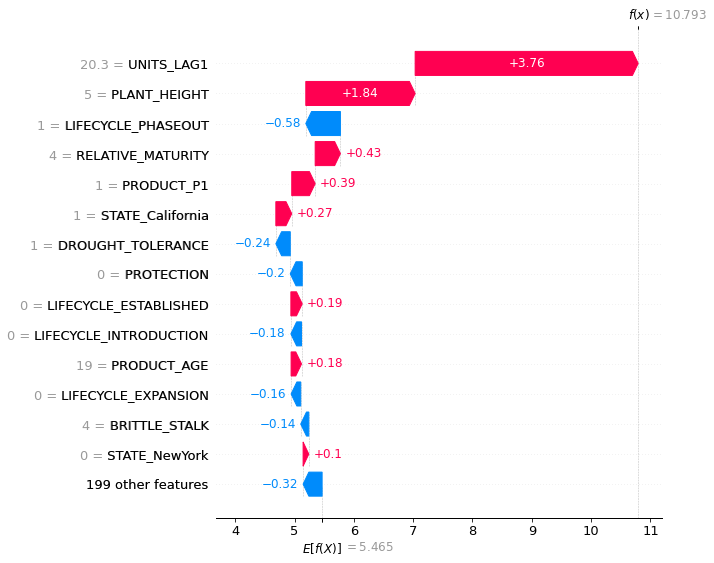 f(x) = 10.793
20.3 = UNITS_LAG1 +3.76
5 = PLANT_HEIGHT +1.84
1 = LIFECYCLE_PHASEOUT −0.58
4 = RELATIVE_MATURITY +0.43
1 = PRODUCT_P1 +0.39
1 = STATE_California +0.27
1 = DROUGHT_TOLERANCE −0.24
0 = PROTECTION −0.2
0 = LIFECYCLE_ESTABLISHED +0.19
0 = LIFECYCLE_INTRODUCTION −0.18
19 = PRODUCT_AGE +0.18
0 = LIFECYCLE_EXPANSION −0.16
4 = BRITTLE_STALK −0.14
0 = STATE_NewYork +0.1
199 other features −0.32
4 5 6 7 8 9 10 11
E[f(X)] = 5.465